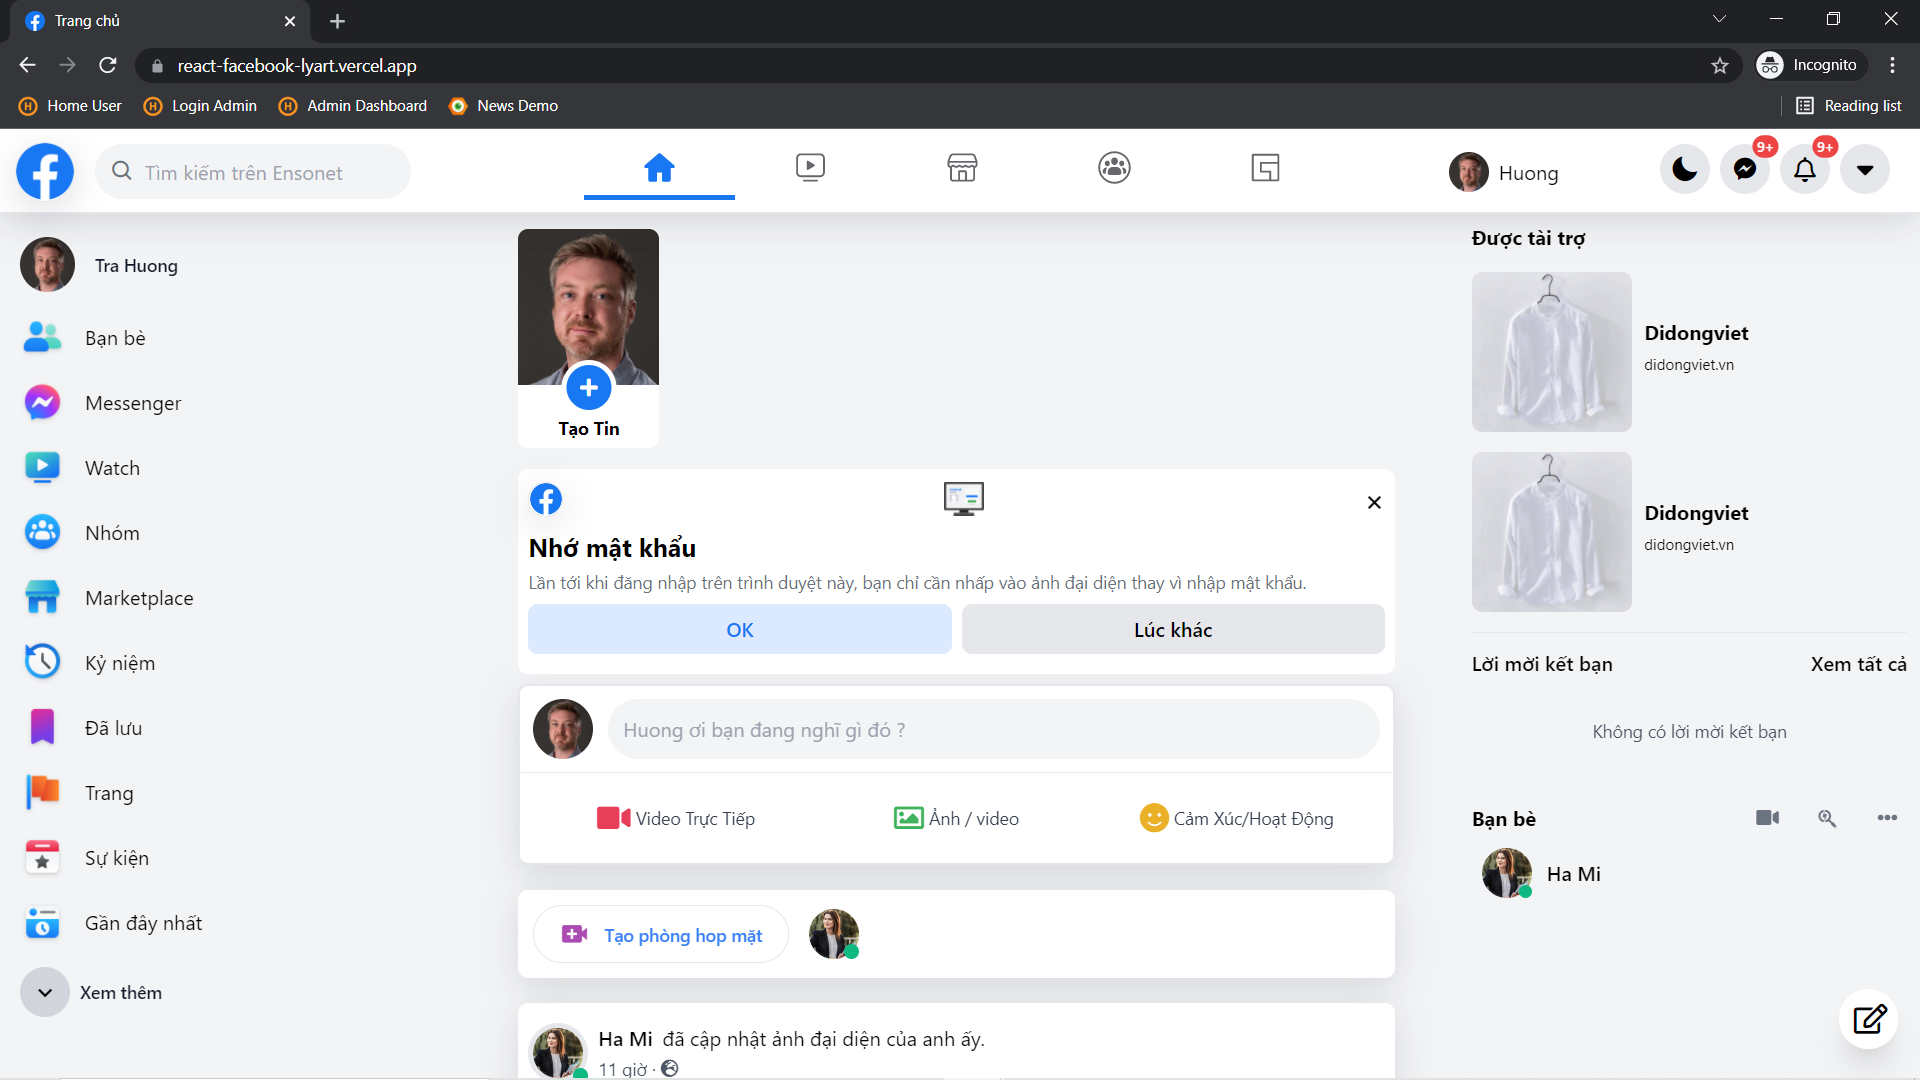 Trang chủ
react-facebook-lyart.vercel.app
Incognito
Home User
Login Admin
Admin Dashboard
News Demo
Reading list
Tìm kiếm trên Ensonet
Huong
9+
9+
Tra Huong
Bạn bè
Messenger
Watch
Nhóm
Marketplace
Kỷ niệm
Đã lưu
Trang
Sự kiện
Gần đây nhất
Xem thêm
Tạo Tin
Nhớ mật khẩu
Lần tới khi đăng nhập trên trình duyệt này, bạn chỉ cần nhấp vào ảnh đại diện thay vì nhập mật khẩu.
OK
Lúc khác
Huong ơi bạn đang nghĩ gì đó ?
Video Trực Tiếp
Ảnh / video
Cảm Xúc/Hoạt Động
Tạo phòng hop mặt
Ha Mi đã cập nhật ảnh đại diện của anh ấy.
11 giờ ·
Được tài trợ
Didongviet
didongviet.vn
Didongviet
didongviet.vn
Lời mời kết bạn
Xem tất cả
Không có lời mời kết bạn
Bạn bè
Ha Mi